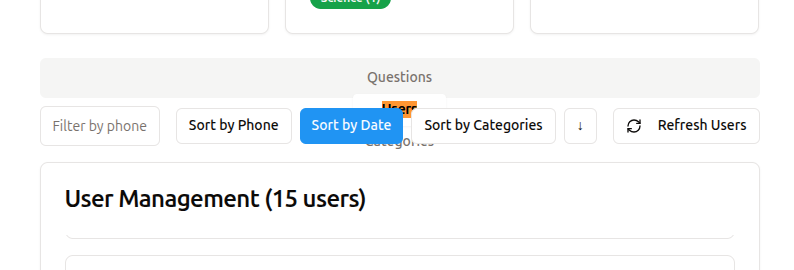 Science (1)
Questions
Users
Filter by phone
Sort by Phone
Sort by Date
Sort by Categories
↓
Refresh Users
Categories
User Management (15 users)